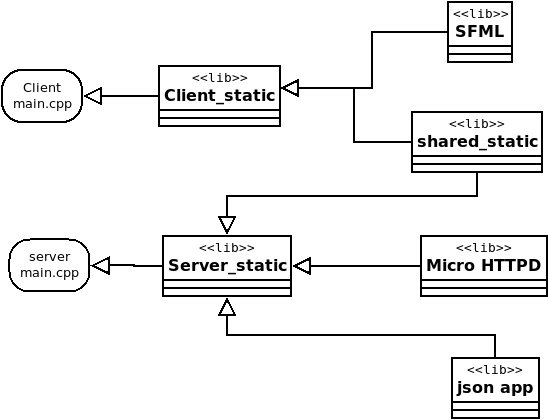 <<lib>>
SFML
<<lib>>
Client_static
Client
main.cpp
<<lib>>
shared_static
<<lib>>
Server_static
server
main.cpp
<<lib>>
Micro HTTPD
<<lib>>
json app